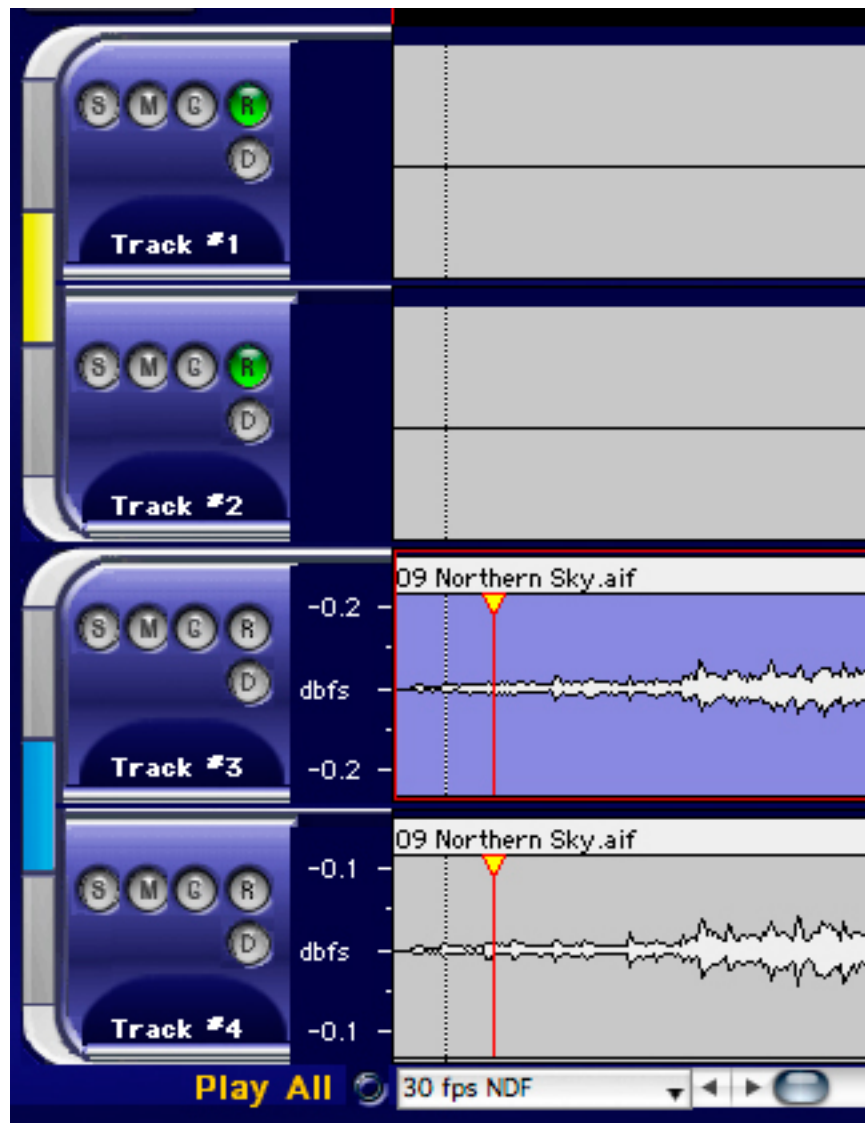 S M G R
D
Track #1
S M G R
D
Track #2
09 Northern Sky.aif
-0.2
S M G R
dbfs
D
Track #3
-0.2
09 Northern Sky.aif
-0.1
S M G R
dbfs
D
Track #4
-0.1
Play All 30 fps NDF